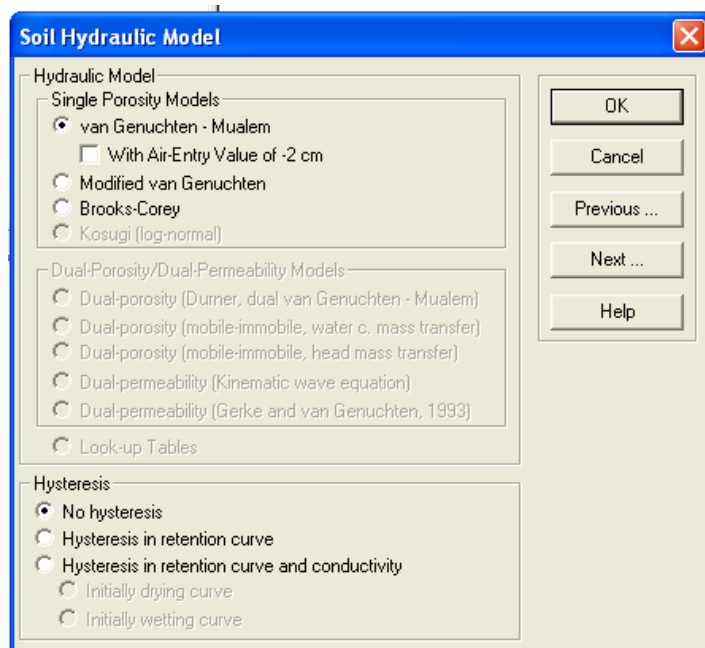 Soil Hydraulic Model
Hydraulic Model
Single Porosity Models
van Genuchten - Mualem
With Air-Entry Value of -2 cm
Modified van Genuchten
Brooks-Corey
Kosugi (log-normal)
Dual-Porosity/Dual-Permeability Models
Dual-porosity (Durner, dual van Genuchten - Mualem)
Dual-porosity (mobile-immobile, water c. mass transfer)
Dual-porosity (mobile-immobile, head mass transfer)
Dual-permeability (Kinematic wave equation)
Dual-permeability (Gerke and van Genuchten, 1993)
Look-up Tables
Hysteresis
No hysteresis
Hysteresis in retention curve
Hysteresis in retention curve and conductivity
Initially drying curve
Initially wetting curve
OK
Cancel
Previous ...
Next ...
Help